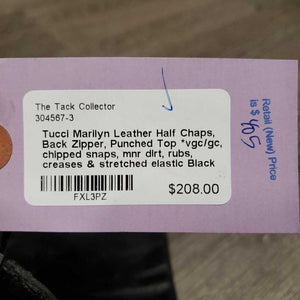 The Tack Collector
304567-3
Tucci Marilyn Leather Half Chaps,
Back Zipper, Punched Top *vgc/gc,
chipped snaps, mnr dirt, rubs,
creases & stretched elastic Black
$208.00
FXL3PZ
Retail (New) Price
is $ 465